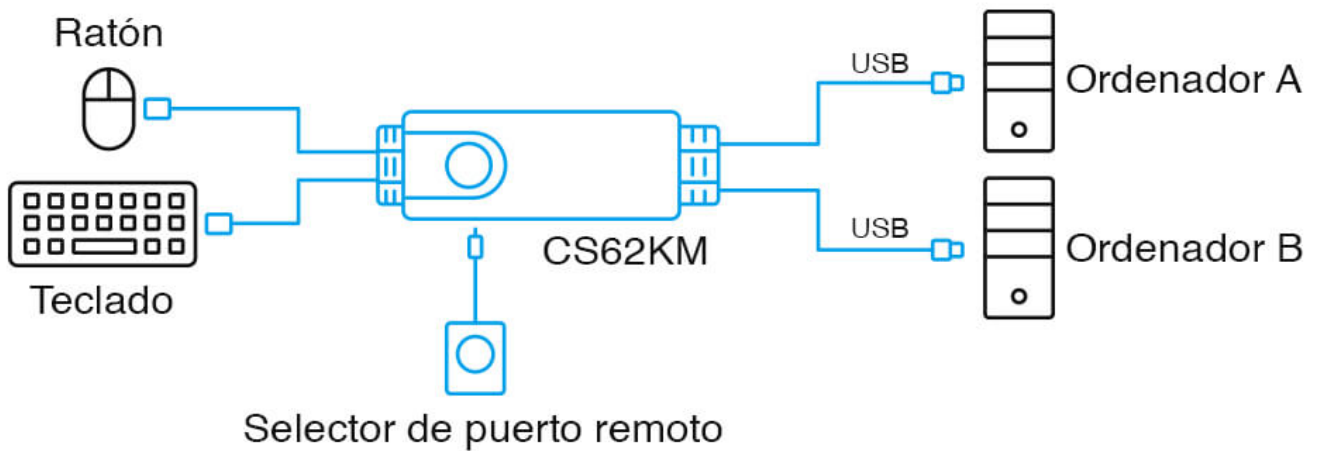 Ratón
Teclado
CS62KM
Selector de puerto remoto
USB
Ordenador A
USB
Ordenador B